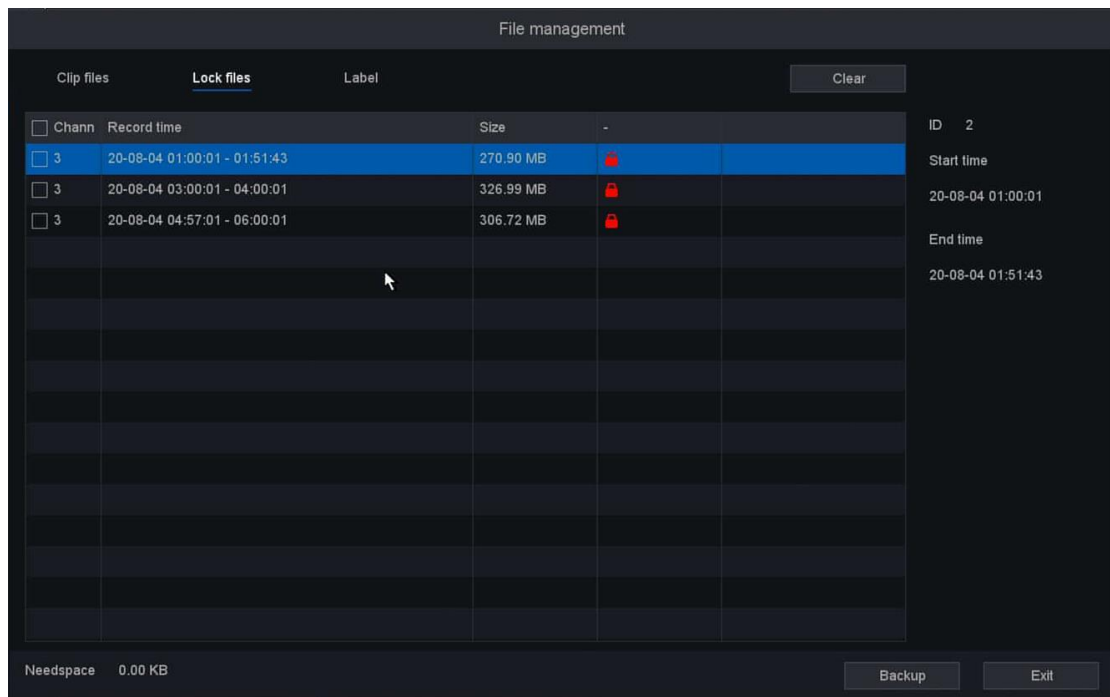 File management
Clip files Lock files Label Clear
Chann Record time Size -
3 20-08-04 01:00:01 - 01:51:43 270.90 MB
3 20-08-04 03:00:01 - 04:00:01 326.99 MB
3 20-08-04 04:57:01 - 06:00:01 306.72 MB
ID 2
Start time
20-08-04 01:00:01
End time
20-08-04 01:51:43
Needspace 0.00 KB
Backup Exit